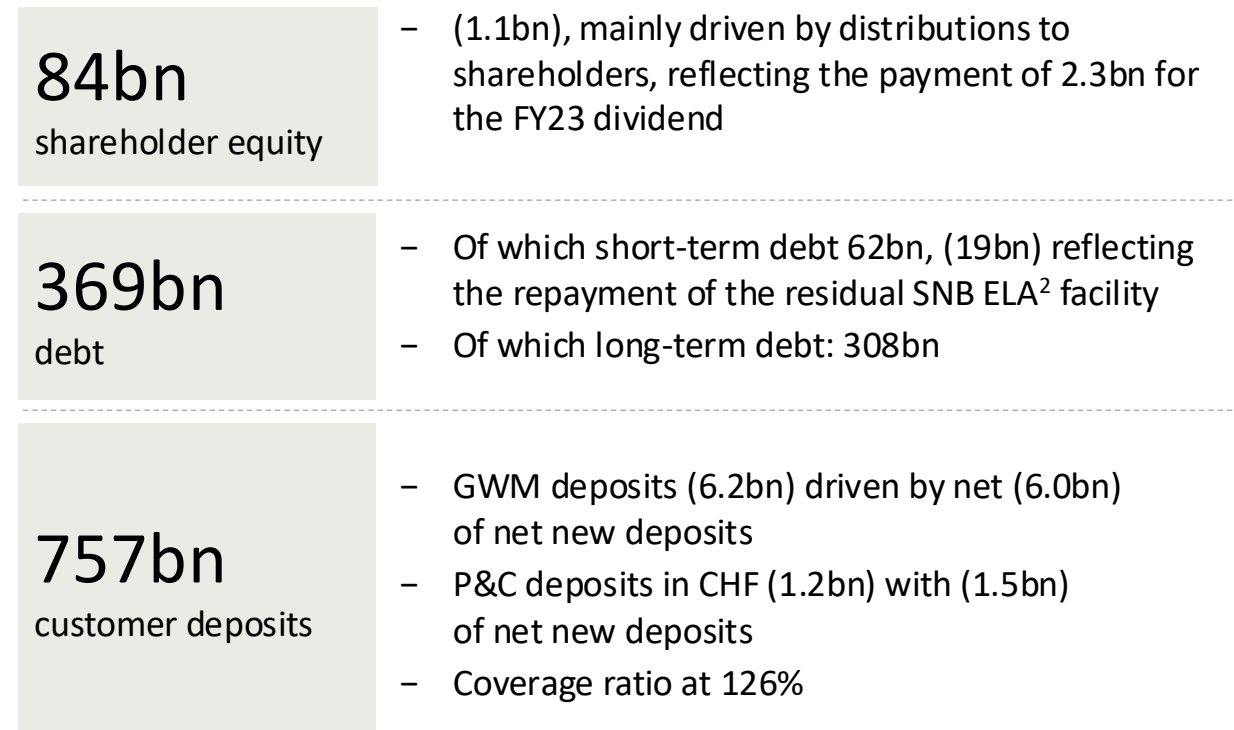 84bn
shareholder equity
– (1.1bn), mainly driven by distributions to
shareholders, reflecting the payment of 2.3bn for
the FY23 dividend
369bn
debt
– Of which short-term debt 62bn, (19bn) reflecting
the repayment of the residual SNB ELA² facility
– Of which long-term debt: 308bn
757bn
customer deposits
– GWM deposits (6.2bn) driven by net (6.0bn)
of net new deposits
– P&C deposits in CHF (1.2bn) with (1.5bn)
of net new deposits
– Coverage ratio at 126%